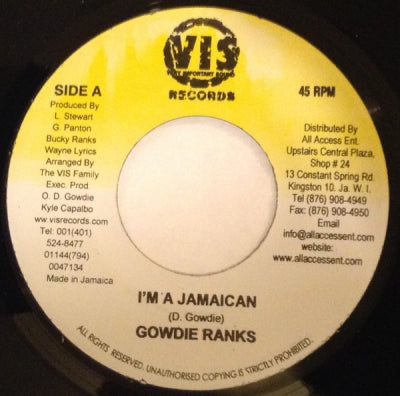 VIS
VERY IMPORTANT SOUND
RECORDS
SIDE A
Produced By
L. Stewart
G. Panton
Bucky Ranks
Wayne Lyrics
Arranged By
The VIS Family
Exec. Prod
O. D. Gowdie
Kyle Capalbo
ww.visrecords.com
Tel: 001(401)
524-8477
01144(794)
0047134
Made in Jamaica
45 RPM
Distributed By
All Access Ent.
Upstairs Central Plaza,
Shop # 24
13 Constant Spring Rd.
Kingston 10. Ja. W. I.
Tel (876) 908-4949
Fax: (876) 908-4950
Email
info@allaccessent.com
website:
www.allaccessent.com
I'M A JAMAICAN
(D. Gowdie)
GOWDIE RANKS
ALL RIGHTS RESERVED. UNAUTHORISED COPYING IS STRICTLY PROHIBITED.